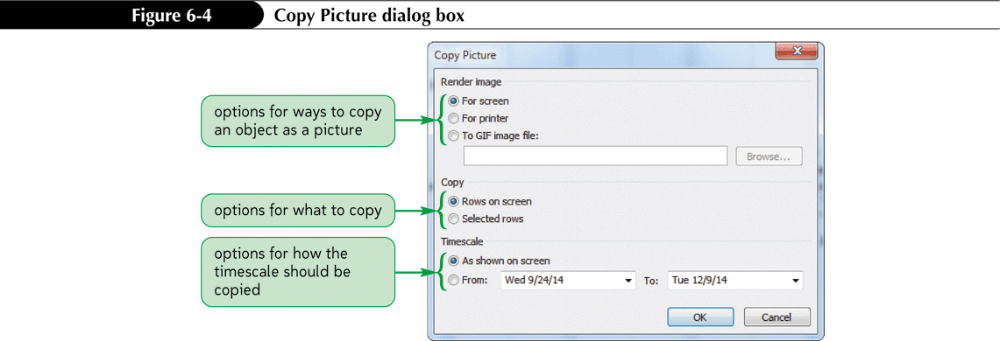 Figure 6-4 Copy Picture dialog box
Copy Picture
Render image
options for ways to copy
an object as a picture
For screen
For printer
To GIF image file:
Browse...
Copy
options for what to copy
Rows on screen
Selected rows
Timescale
options for how the
timescale should be
copied
As shown on screen
From: Wed 9/24/14 To: Tue 12/9/14
OK Cancel